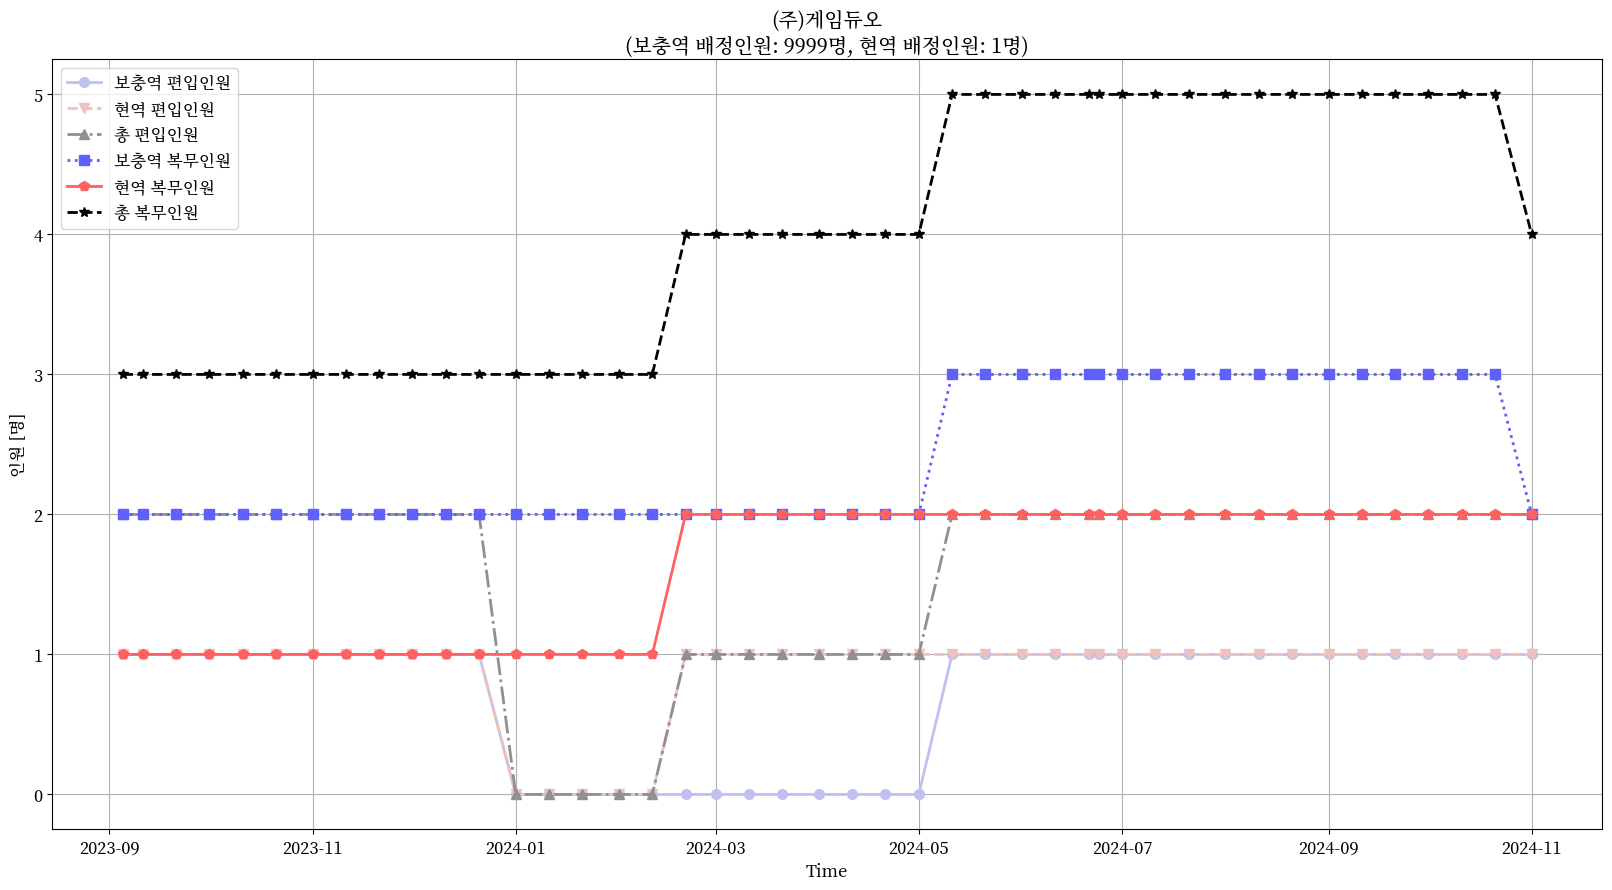 (주)게임듀오
(보충역 배정인원: 9999명, 현역 배정인원: 1명)
보충역 편입인원
현역 편입인원
총 편입인원
보충역 복무인원
현역 복무인원
총 복무인원
5
4
3
2
1
0
인원 [명]
2023-09
2023-11
2024-01
2024-03
2024-05
2024-07
2024-09
2024-11
Time